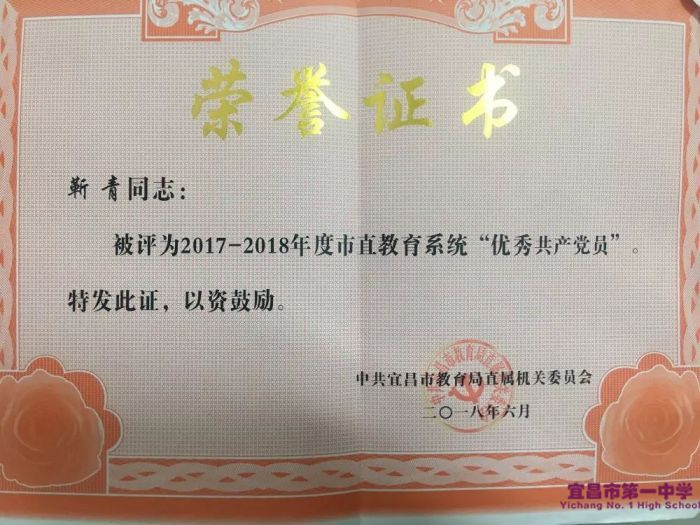 荣誉证书
靳青同志：
被评为2017-2018年度市直教育系统“优秀共产党员”。
特发此证，以资鼓励。
中共宜昌市教育局直属机关委员会
二〇一八年六月
宜昌市第一中学
Yichang No. 1 High School